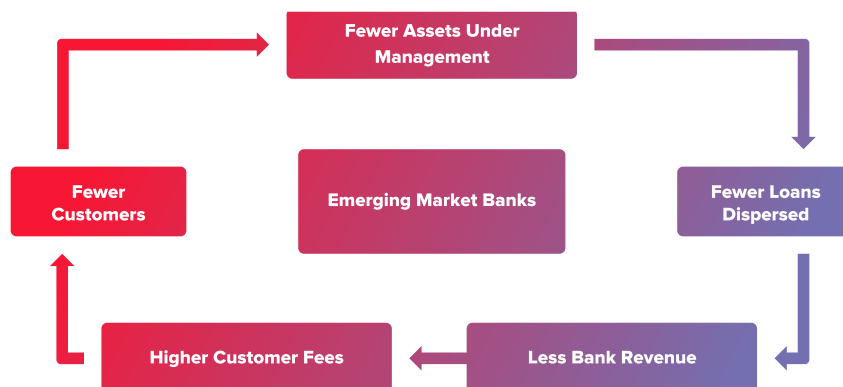 Fewer Assets Under
Management
Fewer
Customers
Emerging Market Banks
Fewer Loans
Dispersed
Higher Customer Fees
Less Bank Revenue